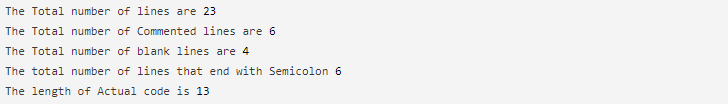 The Total number of lines are 23
The Total number of Commented lines are 6
The Total number of blank lines are 4
The total number of lines that end with Semicolon 6
The length of Actual code is 13